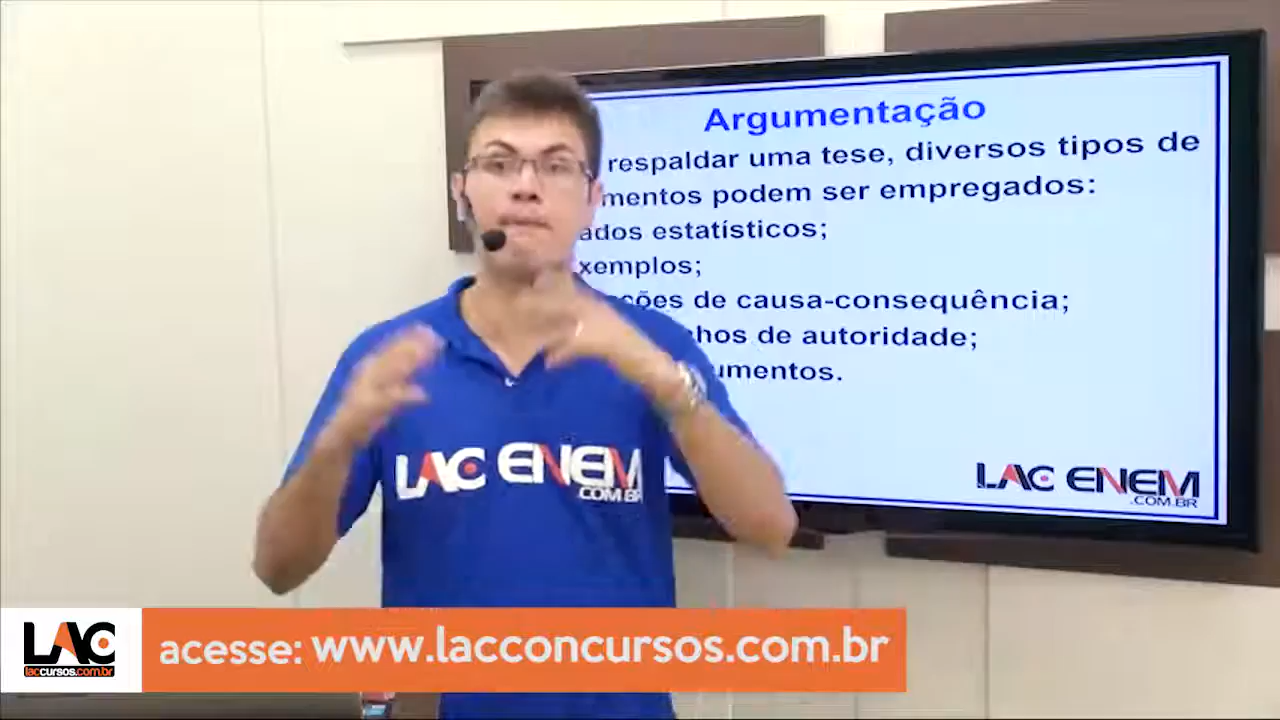 Argumentação
respaldar uma tese, diversos tipos de
mentos podem ser empregados:
ados estatísticos;
xemplos;
ções de causa-consequência;
nhos de autoridade;
umentos.
LAC ENEM
.COM.BR
LAC ENEM
.COM.BR
LAC
laccursos.com.br
acesse: www.lacconcursos.com.br